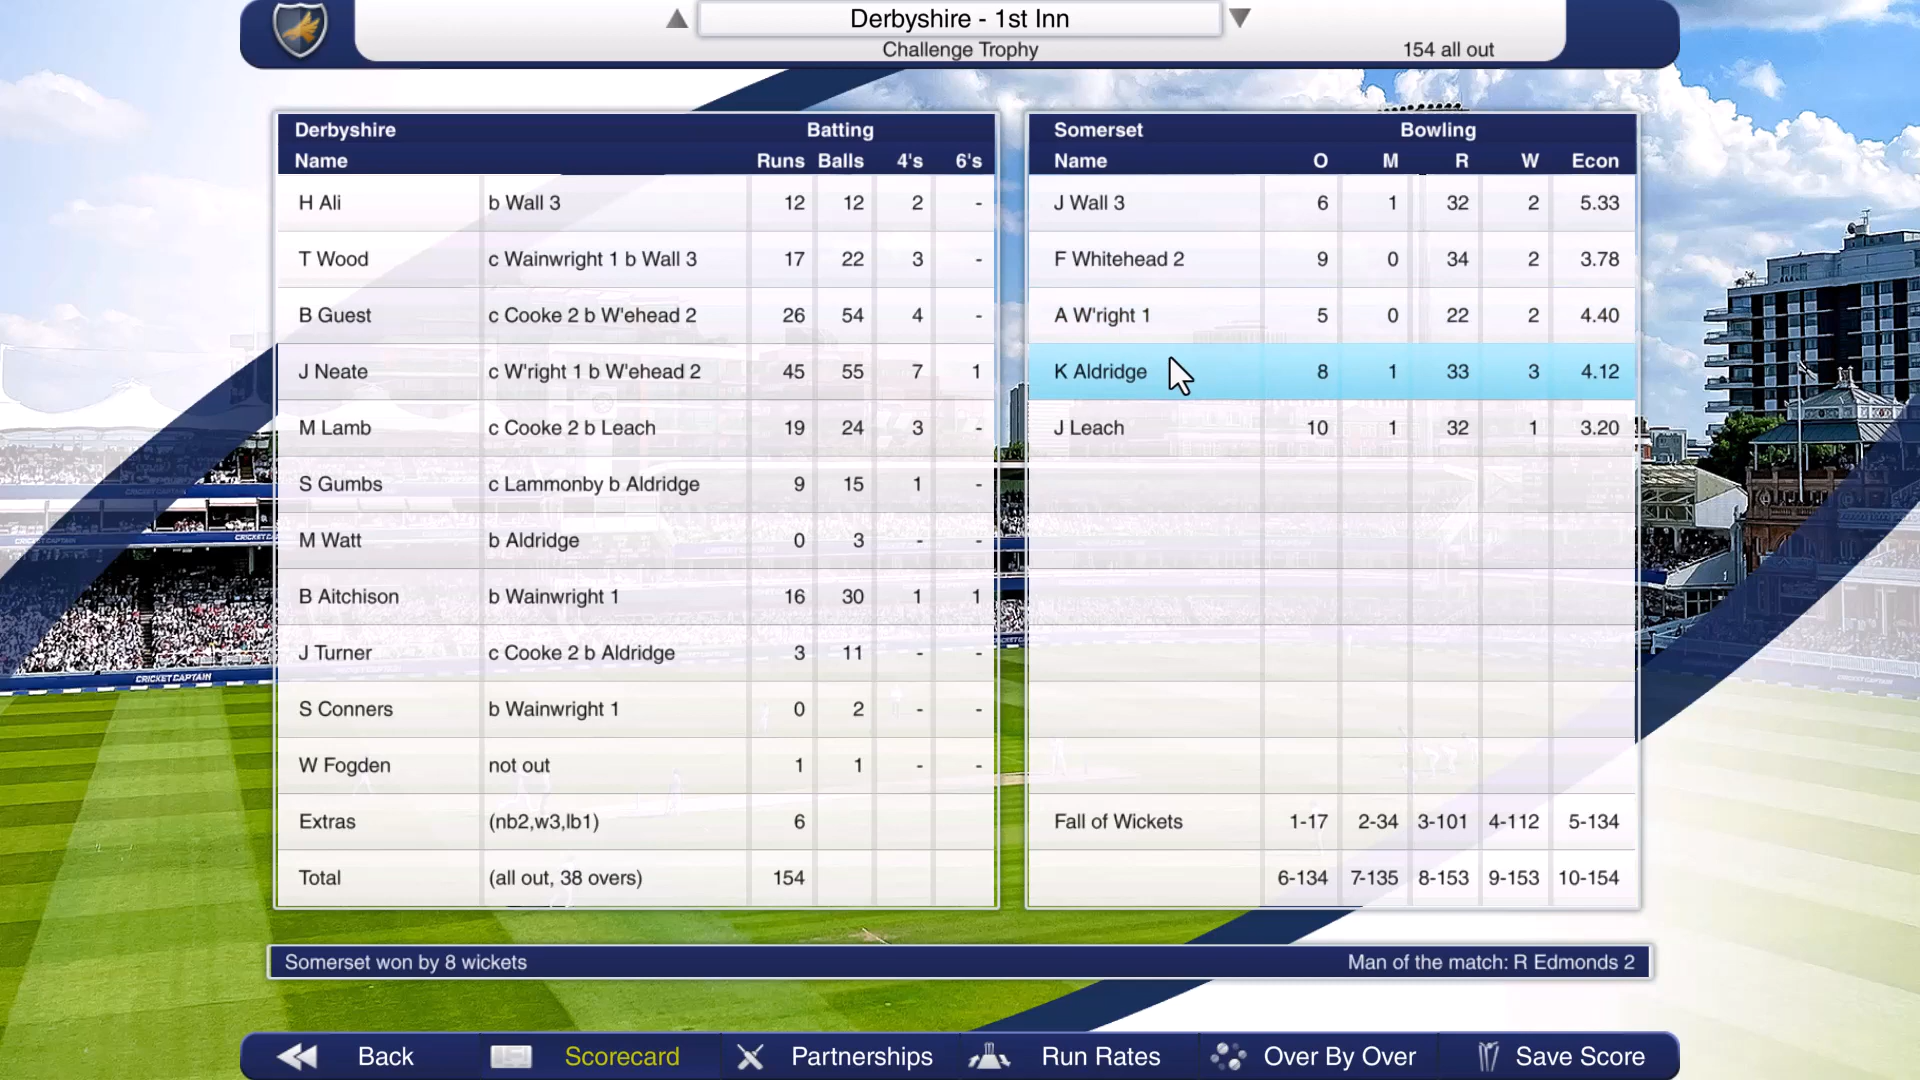 Derbyshire - 1st Inn
Challenge Trophy 154 all out
Derbyshire Batting
Name Runs Balls 4's 6's
H Ali b Wall 3 12 12 2 -
T Wood c Wainwright 1 b Wall 3 17 22 3 -
B Guest c Cooke 2 b W'ehead 2 26 54 4 -
J Neate c W'right 1 b W'ehead 2 45 55 7 1
M Lamb c Cooke 2 b Leach 19 24 3 -
S Gumbs c Lammonby b Aldridge 9 15 1 -
M Watt b Aldridge 0 3 - -
B Aitchison b Wainwright 1 16 30 1 1
J Turner c Cooke 2 b Aldridge 3 11 - -
S Conners b Wainwright 1 0 2 - -
W Fogden not out 1 1 - -
Extras (nb2,w3,lb1) 6
Total (all out, 38 overs) 154
Somerset Bowling
Name O M R W Econ
J Wall 3 6 1 32 2 5.33
F Whitehead 2 9 0 34 2 3.78
A W'right 1 5 0 22 2 4.40
K Aldridge 8 1 33 3 4.12
J Leach 10 1 32 1 3.20
Fall of Wickets 1-17 2-34 3-101 4-112 5-134
6-134 7-135 8-153 9-153 10-154
CRICKET CAPTAIN
Somerset won by 8 wickets Man of the match: R Edmonds 2
Back Scorecard Partnerships Run Rates Over By Over Save Score